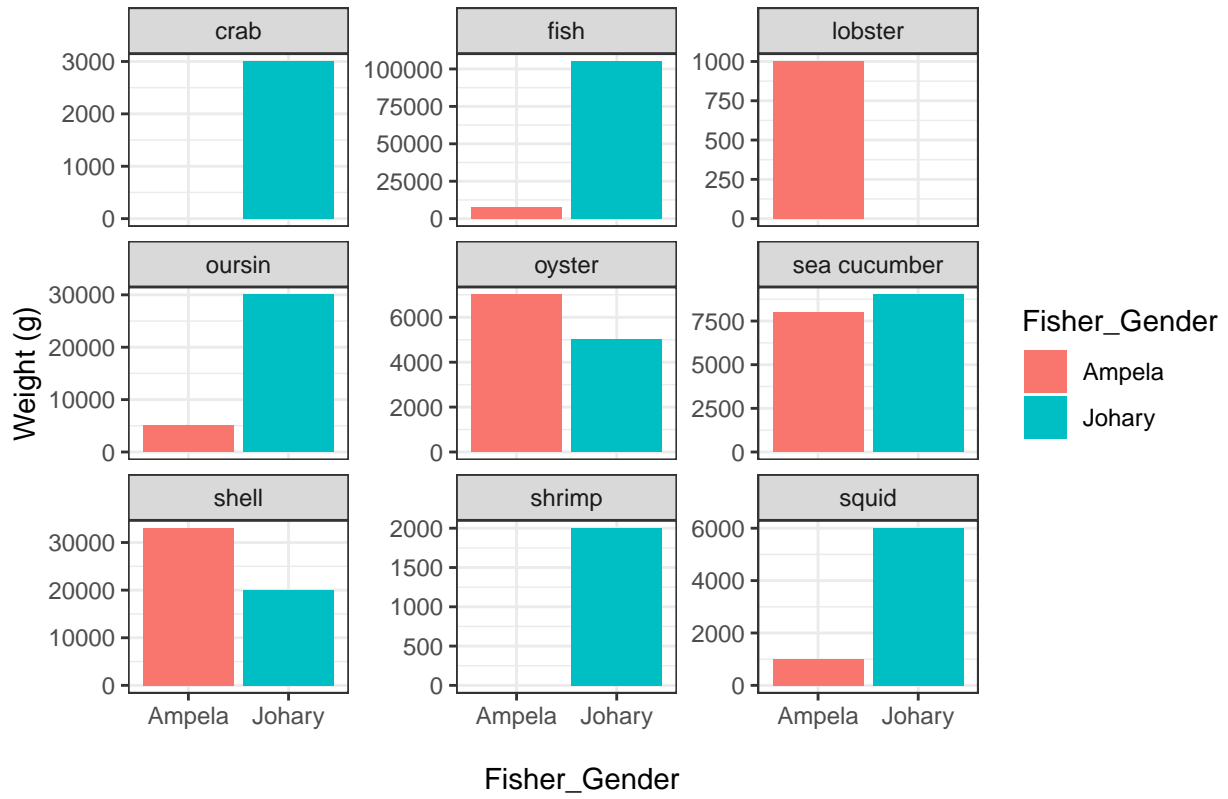 crab
fish
lobster
3000
2000
1000
0
100000
75000
50000
25000
0
1000
750
500
250
0
oursin
oyster
sea cucumber
30000
20000
10000
0
6000
4000
2000
0
7500
5000
2500
0
shell
shrimp
squid
30000
20000
10000
0
2000
1500
1000
500
0
6000
4000
2000
0
Ampela Johary
Ampela Johary
Ampela Johary
Fisher_Gender
Weight (g)
Fisher_Gender
Ampela
Johary